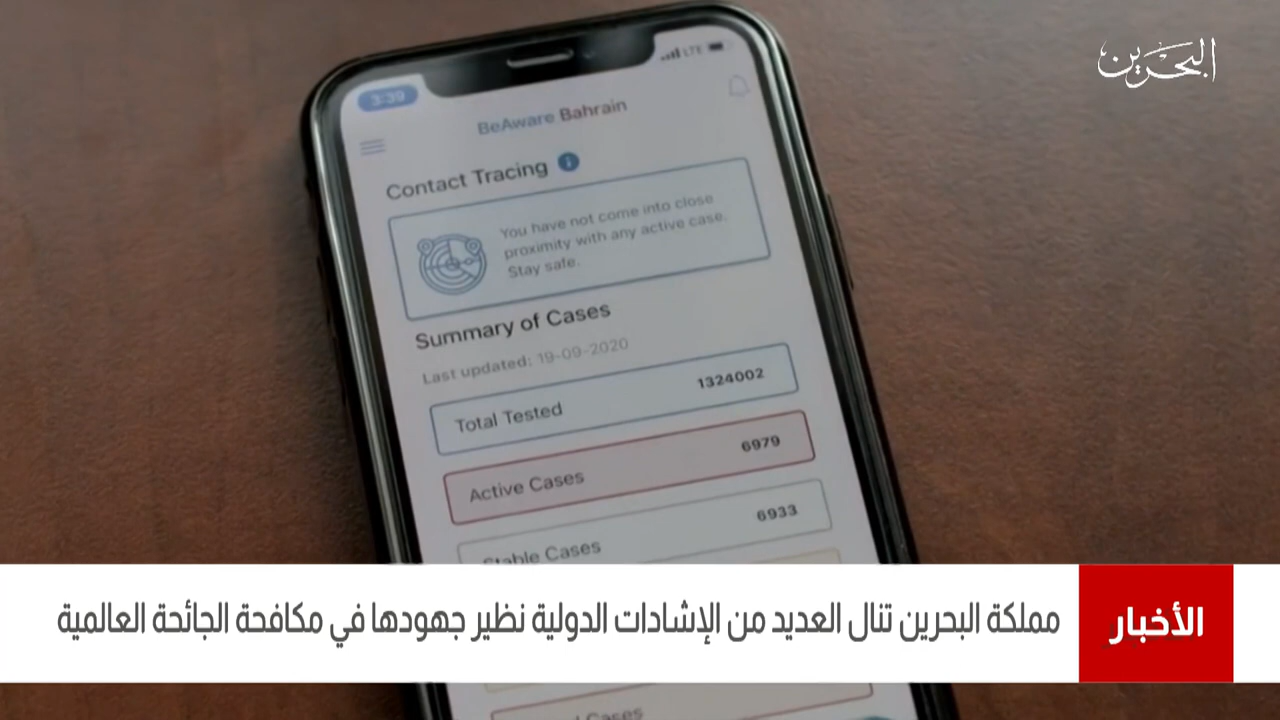 البحرين
3:39
LTE
BeAware Bahrain
Contact Tracing
You have not come into close
proximity with any active case.
Stay safe.
Summary of Cases
Last updated: 19-09-2020
Total Tested 1324002
Active Cases 6979
Stable Cases 6933
Cases
الأخبار
مملكة البحرين تنال العديد من الإشادات الدولية نظير جهودها في مكافحة الجائحة العالمية